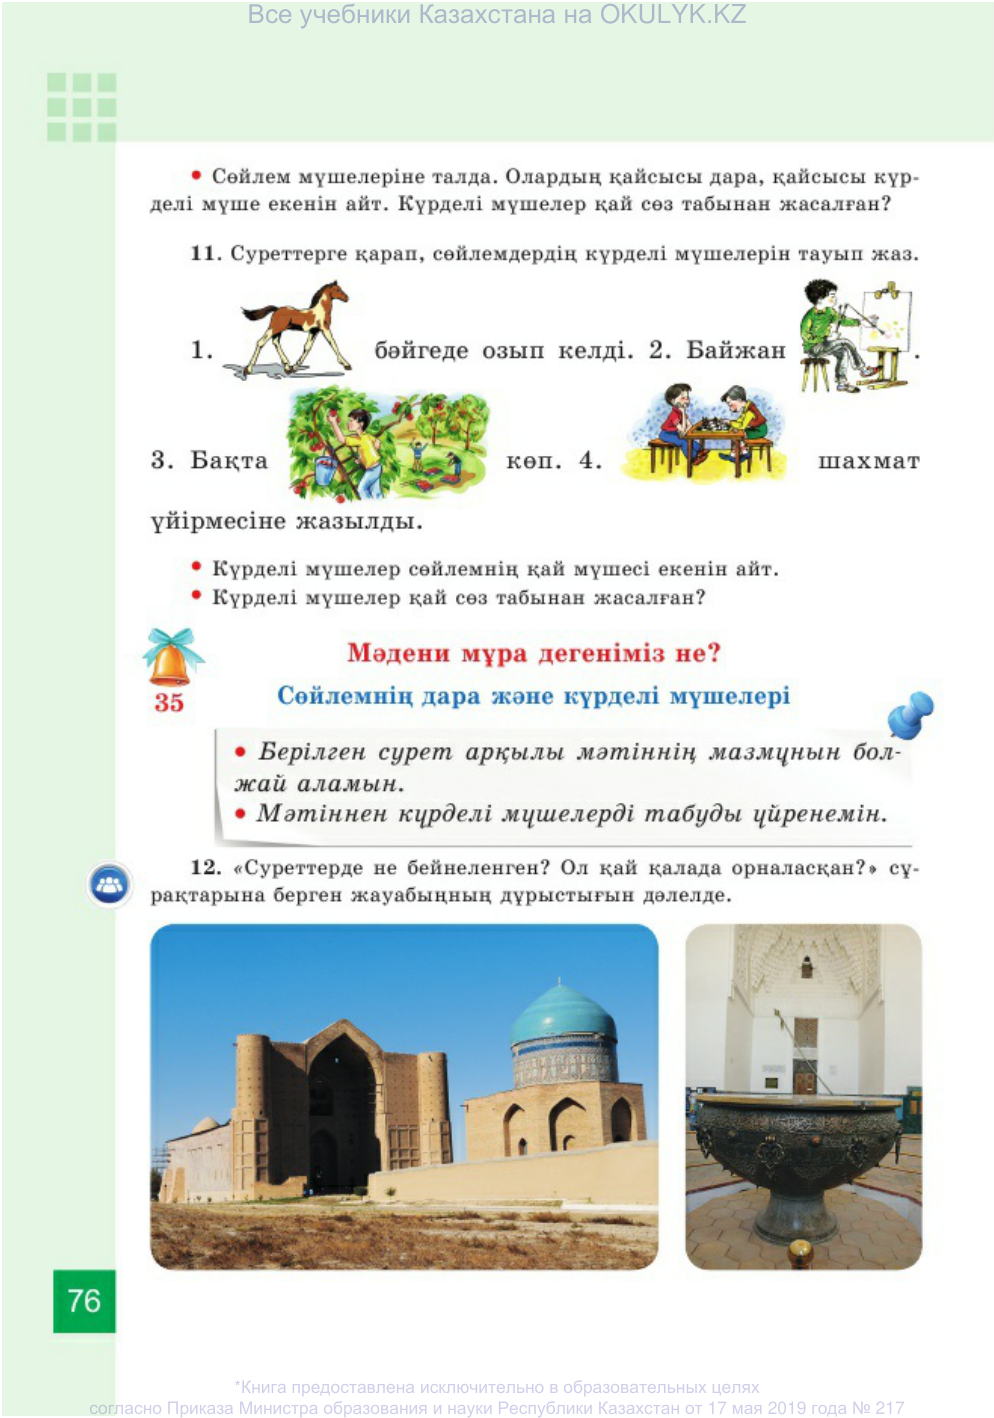 Все учебники Казахстана на OKULYK.KZ
• Сөйлем мүшелеріне талда. Олардың қайсысы дара, қайсысы күр-
делі мүше екенін айт. Күрделі мүшелер қай сөз табынан жасалған?
11. Суреттерге қарап, сөйлемдердің күрделі мүшелерін тауып жаз.
1. бәйгеде озып келді. 2. Байжан .
3. Бақта көп. 4. шахмат
үйірмесіне жазылды.
• Күрделі мүшелер сөйлемнің қай мүшесі екенін айт.
• Күрделі мүшелер қай сөз табынан жасалған?
Мәдени мұра дегеніміз не?
35
Сөйлемнің дара және күрделі мүшелері
• Берілген сурет арқылы мәтіннің мазмұнын бол-
жай аламын.
• Мәтіннен күрделі мүшелерді табуды үйренемін.
12. «Суреттерде не бейнеленген? Ол қай қалада орналасқан?» сұ-
рақтарына берген жауабыңның дұрыстығын дәлелде.
76
*Книга предоставлена исключительно в образовательных целях
согласно Приказа Министра образования и науки Республики Казахстан от 17 мая 2019 года № 217